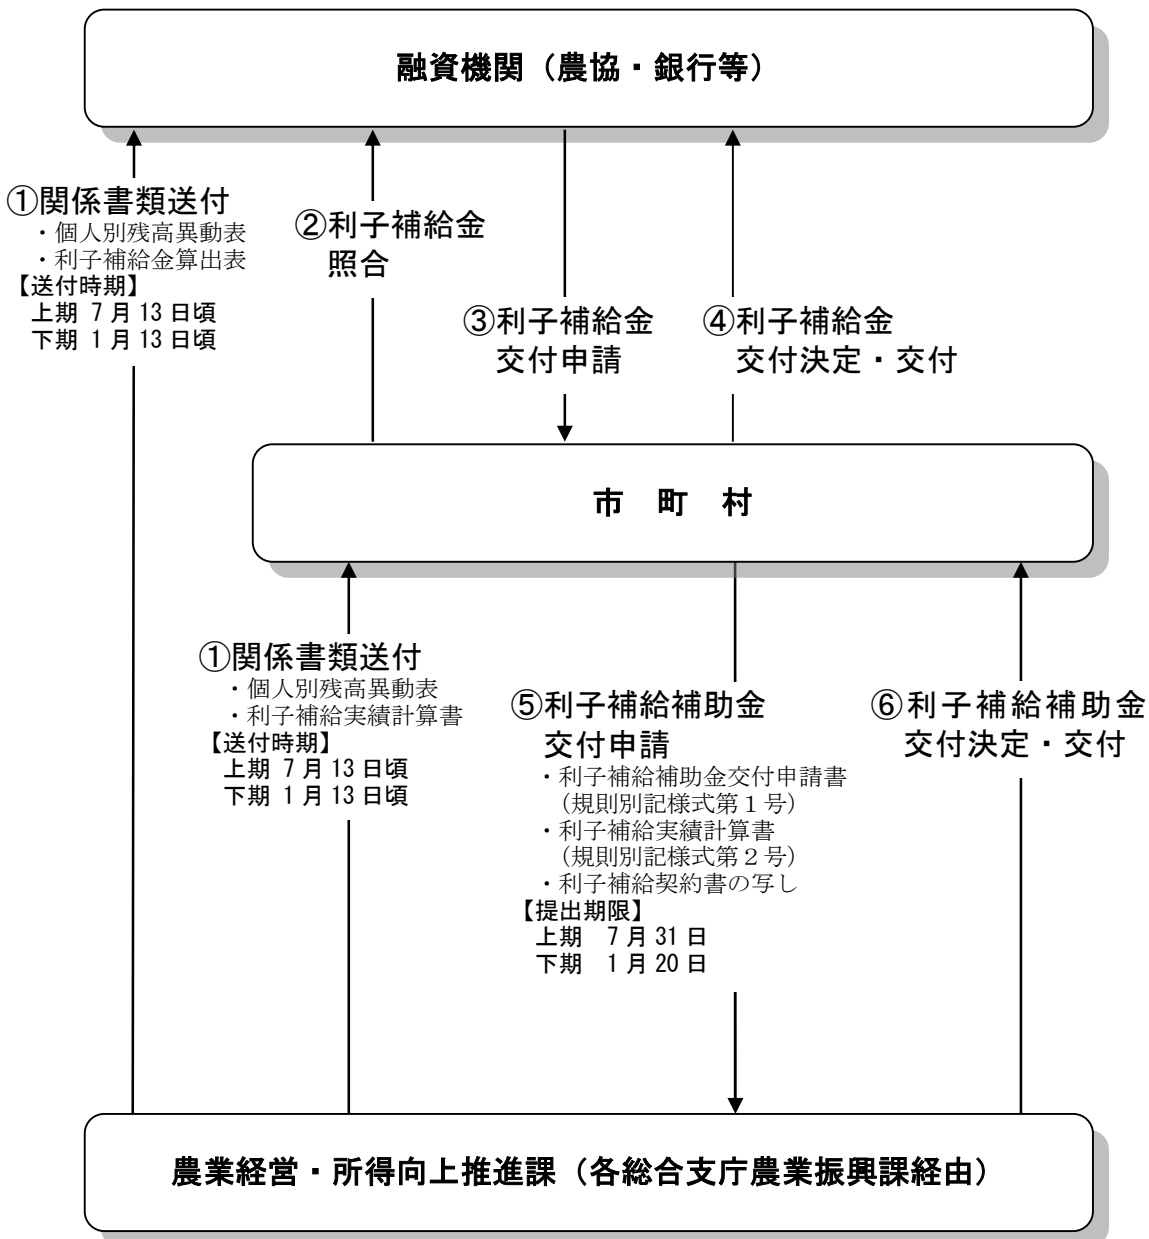 融資機関（農協・銀行等）
①関係書類送付
・個人別残高異動表
・利子補給金算出表
【送付時期】
上期 7月13日頃
下期 1月13日頃
②利子補給金
照合
③利子補給金
交付申請
④利子補給金
交付決定・交付
市　町　村
①関係書類送付
・個人別残高異動表
・利子補給実績計算書
【送付時期】
上期 7月13日頃
下期 1月13日頃
⑤利子補給補助金
交付申請
・利子補給補助金交付申請書
（規則別記様式第１号）
・利子補給実績計算書
（規則別記様式第２号）
・利子補給契約書の写し
【提出期限】
上期　7月31日
下期　1月20日
⑥利子補給補助金
交付決定・交付
農業経営・所得向上推進課（各総合支庁農業振興課経由）